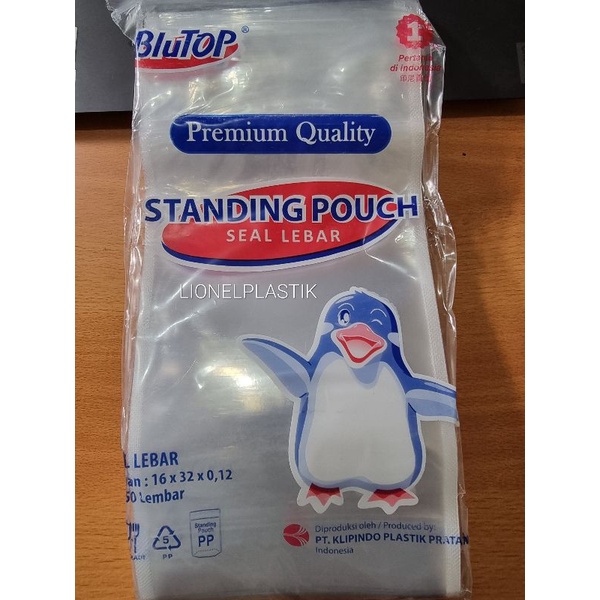 BLUTOP®
1
Pertama
di Indonesia
Premium Quality
STANDING POUCH
SEAL LEBAR
LIONELPLASTIK
L LEBAR
an : 16 x 32 x 0,12
50 Lembar
5
PP
Standing
Pouch
PP
Diproduksi oleh / Produced by:
PT. KLIPINDO PLASTIK PRATAM
Indonesia